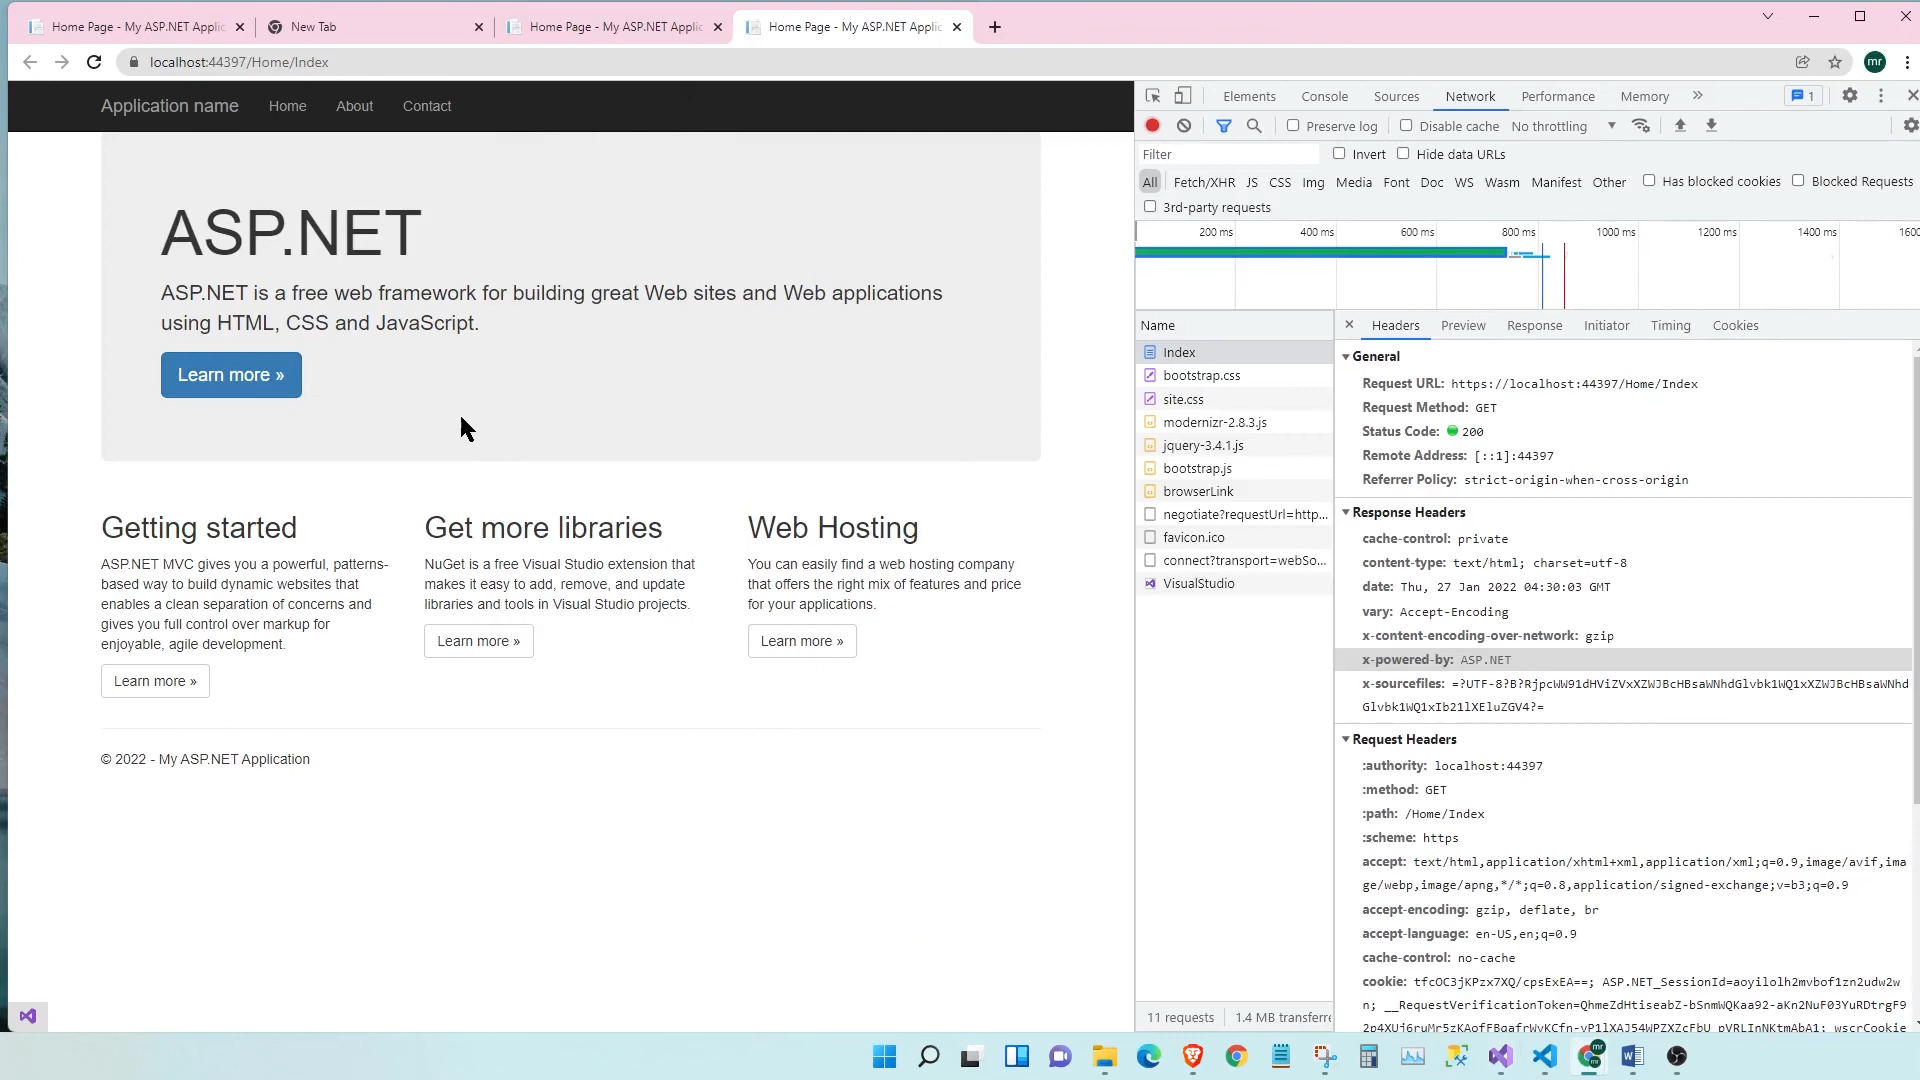 Home Page - My ASP.NET Applic
New Tab
Home Page - My ASP.NET Applic
Home Page - My ASP.NET Applic
localhost:44397/Home/Index
mr
Application name
Home
About
Contact
ASP.NET
ASP.NET is a free web framework for building great Web sites and Web applications
using HTML, CSS and JavaScript.
Learn more »
Getting started
ASP.NET MVC gives you a powerful, patterns-
based way to build dynamic websites that
enables a clean separation of concerns and
gives you full control over markup for
enjoyable, agile development.
Learn more »
Get more libraries
NuGet is a free Visual Studio extension that
makes it easy to add, remove, and update
libraries and tools in Visual Studio projects.
Learn more »
Web Hosting
You can easily find a web hosting company
that offers the right mix of features and price
for your applications.
Learn more »
© 2022 - My ASP.NET Application
Elements
Console
Sources
Network
Performance
Memory
1
Preserve log
Disable cache
No throttling
Filter
Invert
Hide data URLs
All
Fetch/XHR
JS
CSS
Img
Media
Font
Doc
WS
Wasm
Manifest
Other
Has blocked cookies
Blocked Requests
3rd-party requests
200 ms
400 ms
600 ms
800 ms
1000 ms
1200 ms
1400 ms
1600
Name
Index
bootstrap.css
site.css
modernizr-2.8.3.js
jquery-3.4.1.js
bootstrap.js
browserLink
negotiate?requestUrl=http...
favicon.ico
connect?transport=webSo...
VisualStudio
11 requests
1.4 MB transferre
Headers
Preview
Response
Initiator
Timing
Cookies
General
Request URL: https://localhost:44397/Home/Index
Request Method: GET
Status Code: 200
Remote Address: [::1]:44397
Referrer Policy: strict-origin-when-cross-origin
Response Headers
cache-control: private
content-type: text/html; charset=utf-8
date: Thu, 27 Jan 2022 04:30:03 GMT
vary: Accept-Encoding
x-content-encoding-over-network: gzip
x-powered-by: ASP.NET
x-sourcefiles: =?UTF-8?B?RjpcWW91dHViZVxXZWJBcHBsaWNhdGlvbk1WQ1xXZWJBcHBsaWNhd
Glvbk1WQ1xIb21lXEluZGV4?=
Request Headers
:authority: localhost:44397
:method: GET
:path: /Home/Index
:scheme: https
accept: text/html,application/xhtml+xml,application/xml;q=0.9,image/avif,ima
ge/webp,image/apng,*/*;q=0.8,application/signed-exchange;v=b3;q=0.9
accept-encoding: gzip, deflate, br
accept-language: en-US,en;q=0.9
cache-control: no-cache
cookie: tfcOC3jKPzx7XQ/cpsExEA==; ASP.NET_SessionId=aoyilolh2mvbof1zn2udw2w
n; __RequestVerificationToken=QhmeZdHtiseabZ-bSnmWQKaa92-aKn2NuF03YuRDtrgF9